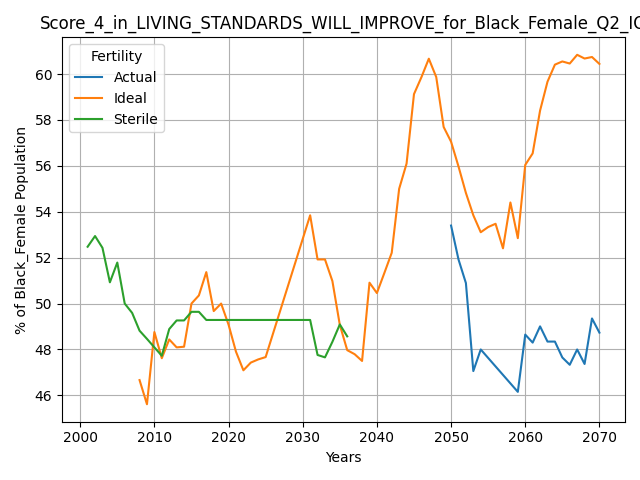 Score_4_in_LIVING_STANDARDS_WILL_IMPROVE_for_Black_Female_Q2_IQ
Fertility
Actual
Ideal
Sterile
% of Black_Female Population
60
58
56
54
52
50
48
46
2000 2010 2020 2030 2040 2050 2060 2070
Years